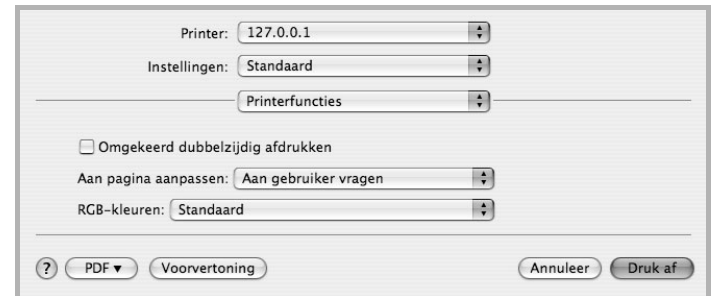 Printer: 127.0.0.1
Instellingen: Standaard
Printerfuncties
Omgekeerd dubbelzijdig afdrukken
Aan pagina aanpassen: Aan gebruiker vragen
RGB-kleuren: Standaard
? PDF ▼ Voorvertoning Annuleer Druk af